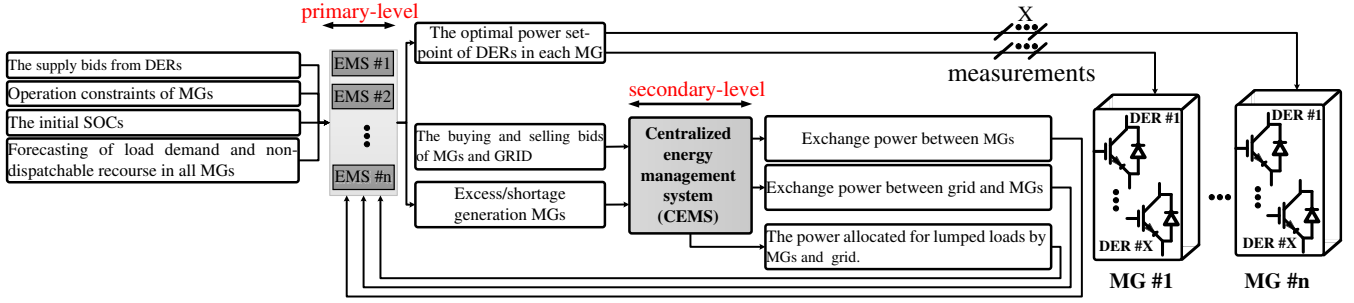 primary-level
The supply bids from DERs
Operation constraints of MGs
The initial SOCs
Forecasting of load demand and non-
dispatchable recourse in all MGs
EMS #1
EMS #2
EMS #n
The optimal power set-
point of DERs in each MG
The buying and selling bids
of MGs and GRID
Excess/shortage
generation MGs
secondary-level
Centralized
energy
management
system
(CEMS)
Exchange power between MGs
Exchange power between grid and MGs
The power allocated for lumped loads by
MGs and grid.
X
measurements
DER #1
DER #X
MG #1
DER #1
DER #X
MG #n